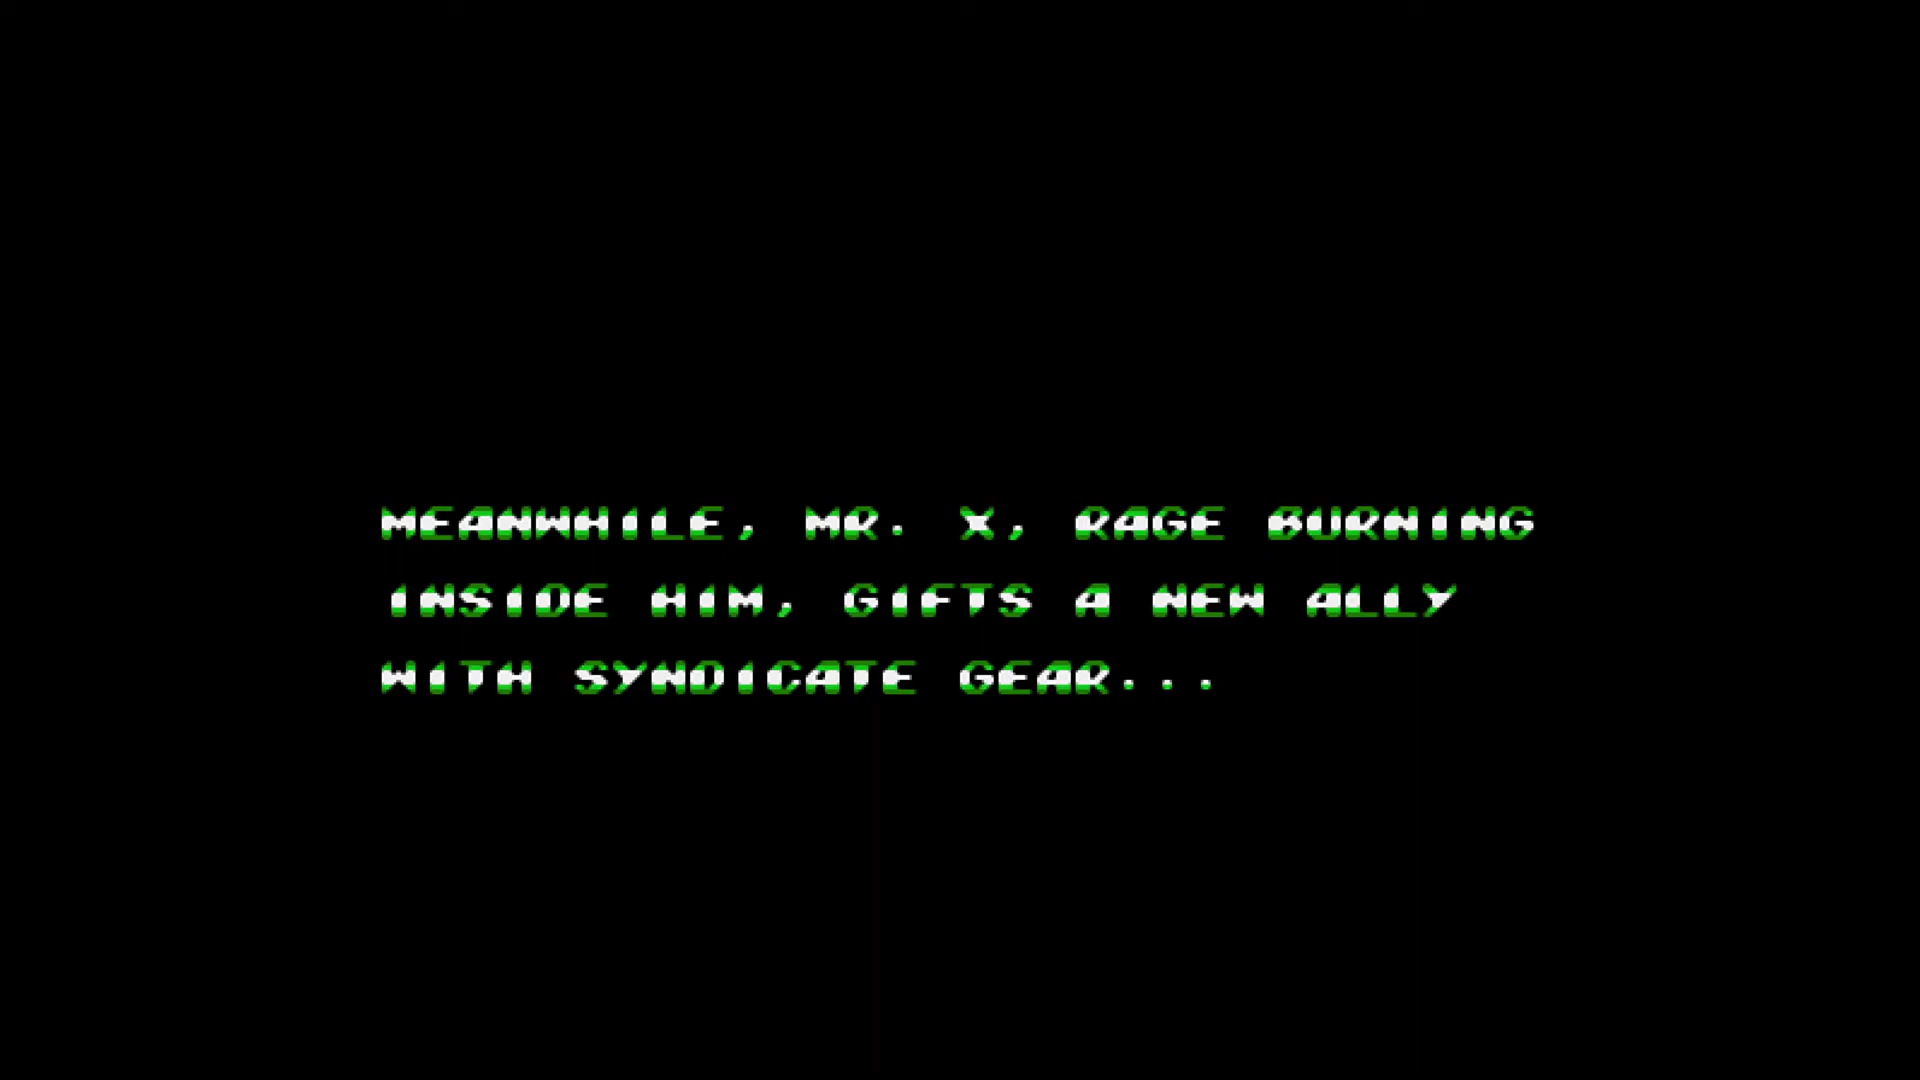 MEANWHILE, MR. X, RAGE BURNING
INSIDE HIM, GIFTS A NEW ALLY
WITH SYNDICATE GEAR...